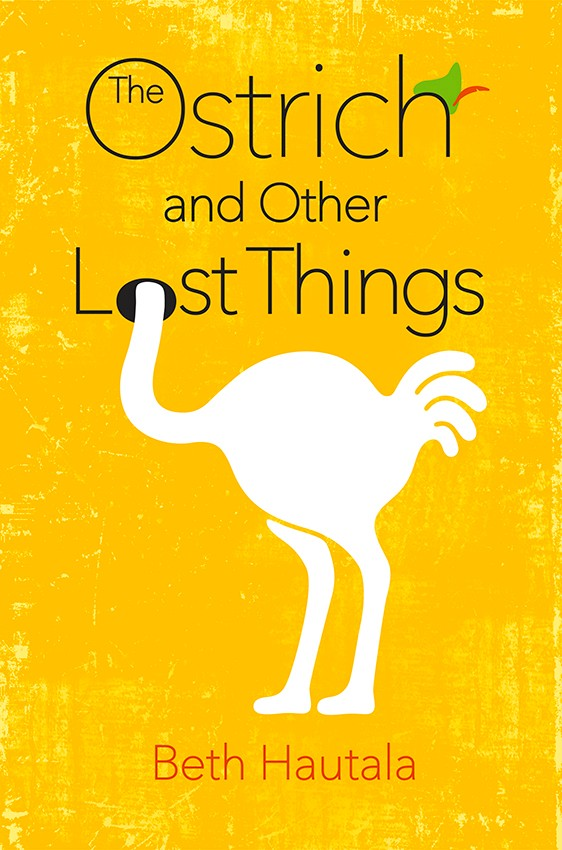 The Ostrich
and Other
Lost Things
Beth Hautala